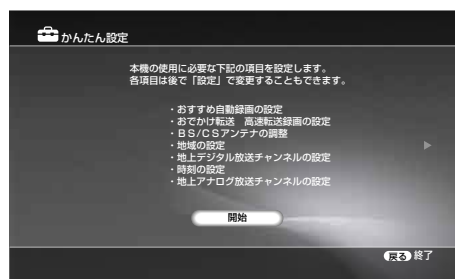 かんたん設定
本機の使用に必要な下記の項目を設定します。
各項目は後で「設定」で変更することもできます。
・おすすめ自動録画の設定
・おでかけ転送 高速転送録画の設定
・BS/CSアンテナの調整
・地域の設定
・地上デジタル放送チャンネルの設定
・時刻の設定
・地上アナログ放送チャンネルの設定
開始
戻る 終了